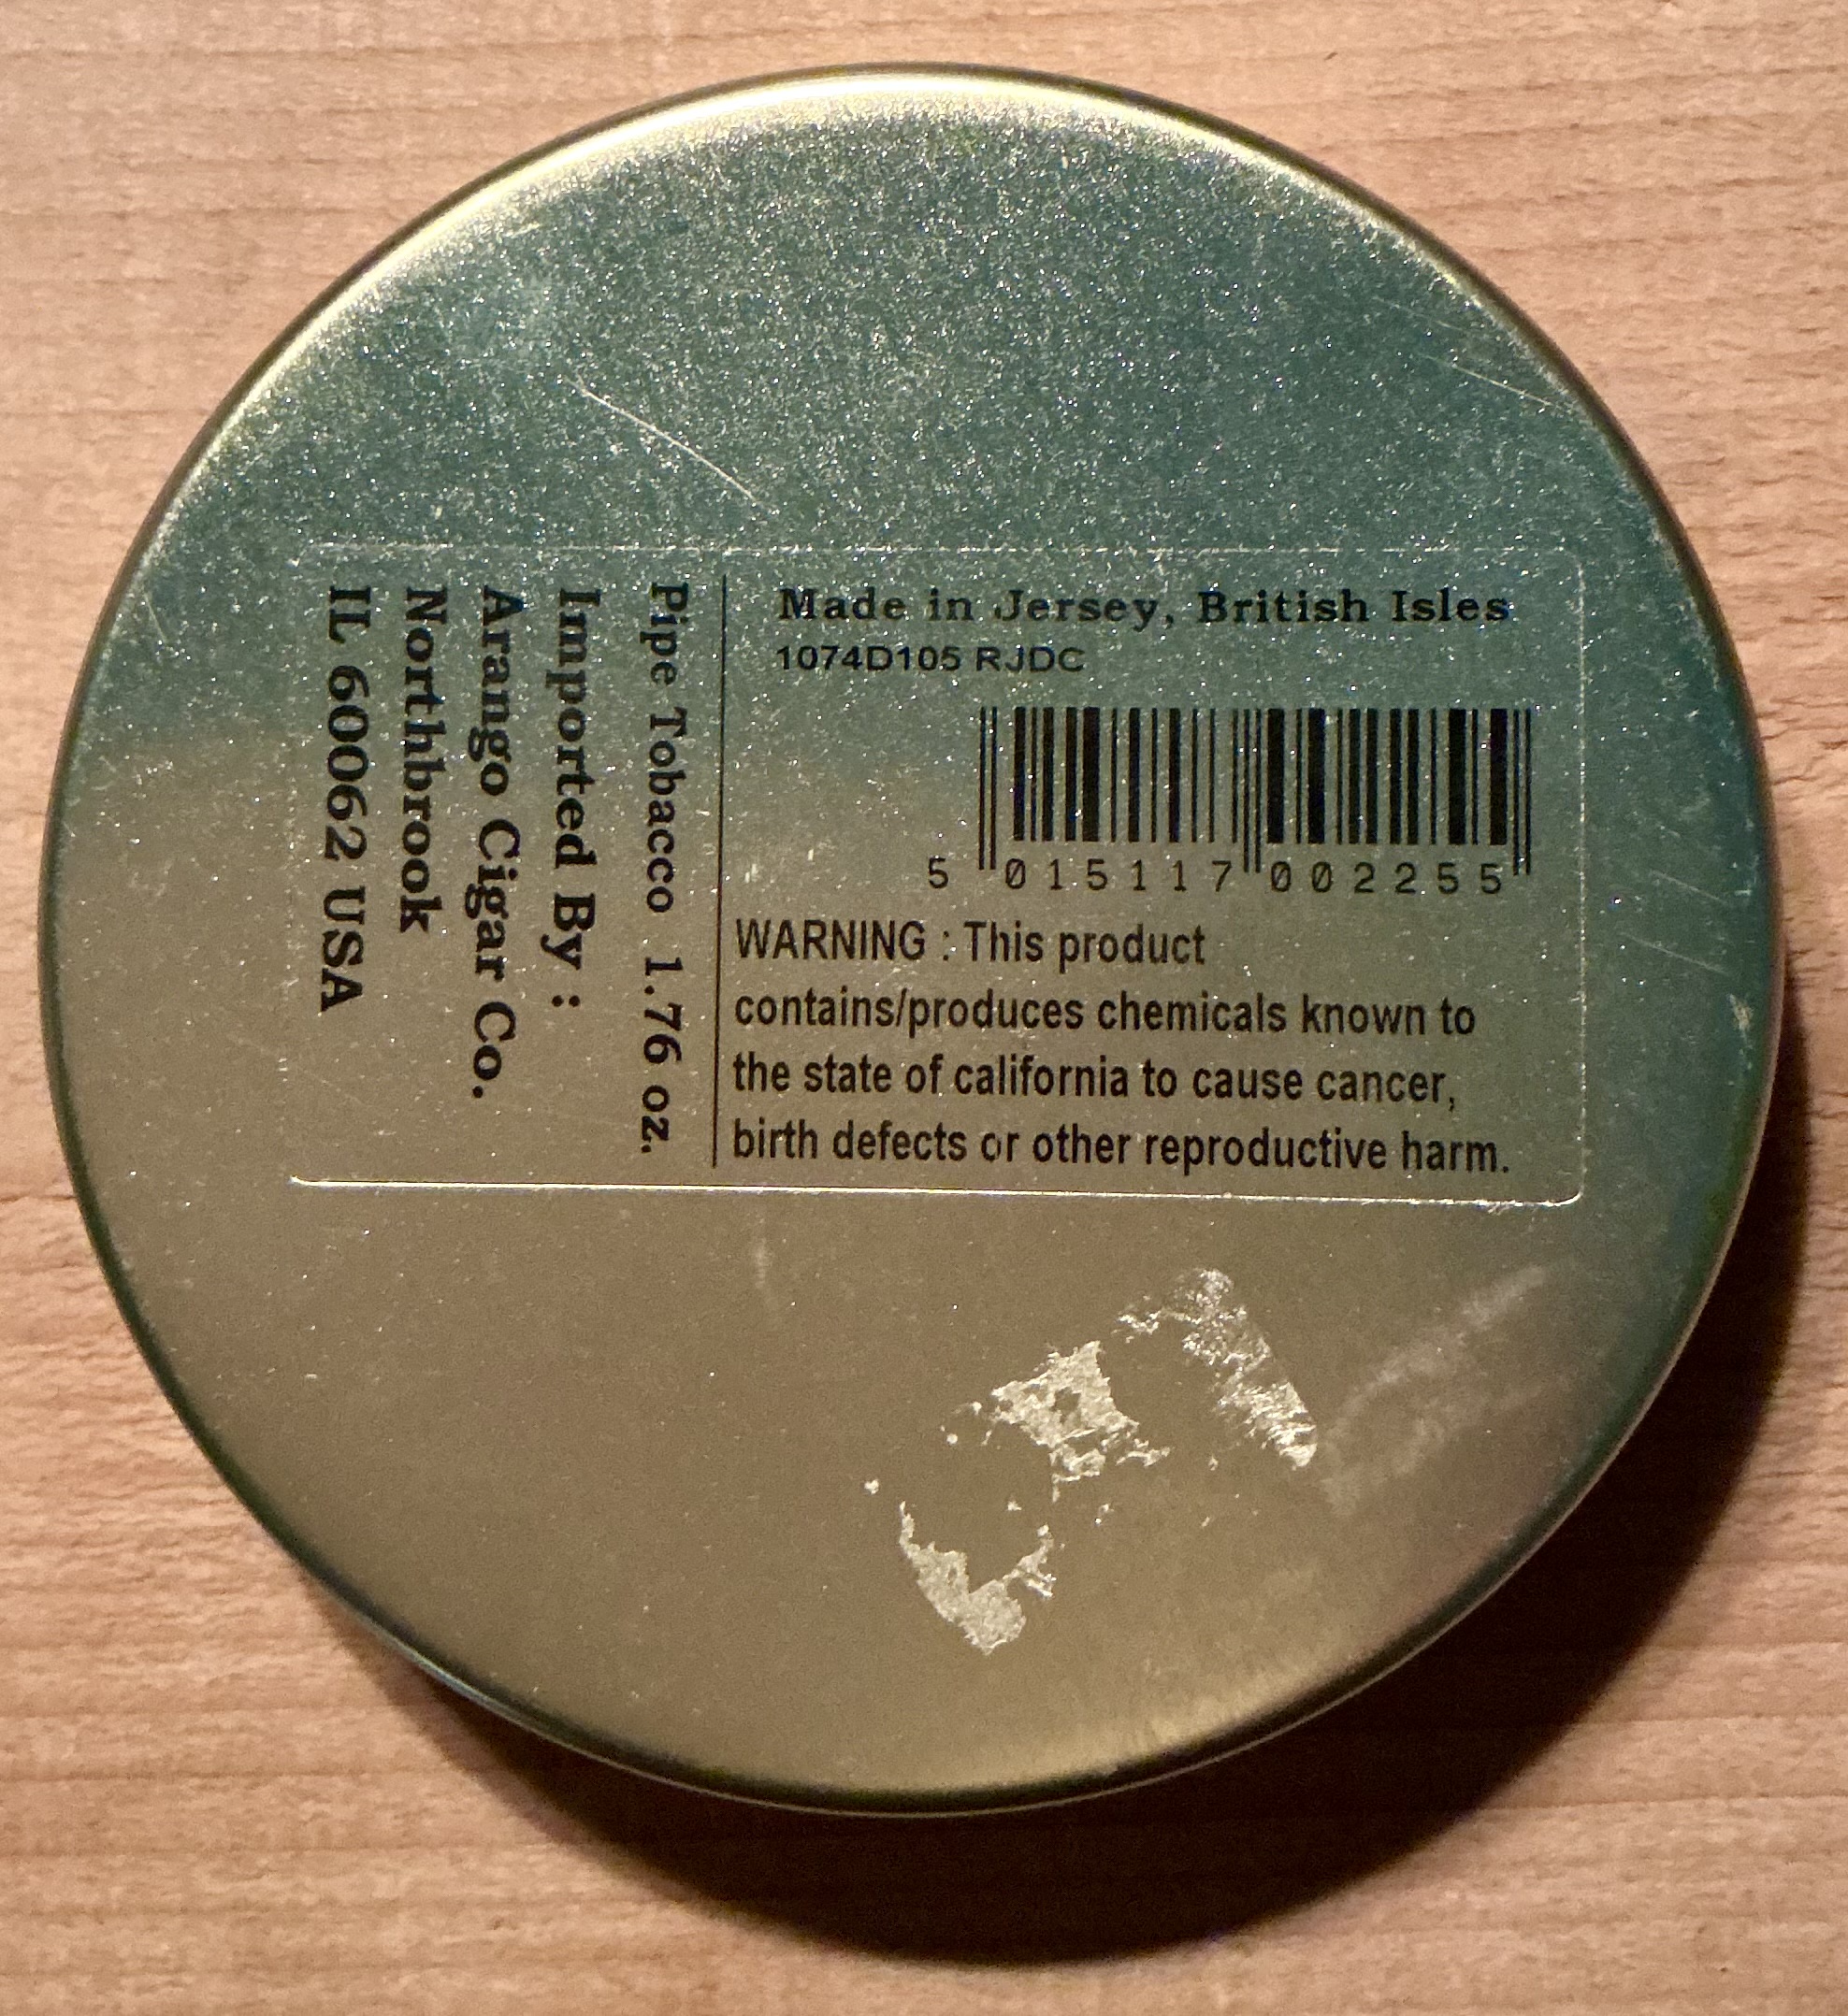 Made in Jersey, British Isles
1074D105 RJDC
5 015117 002255
WARNING : This product
contains/produces chemicals known to
the state of california to cause cancer,
birth defects or other reproductive harm.
Pipe Tobacco 1.76 oz.
Imported By :
Arango Cigar Co.
Northbrook
IL 60062 USA